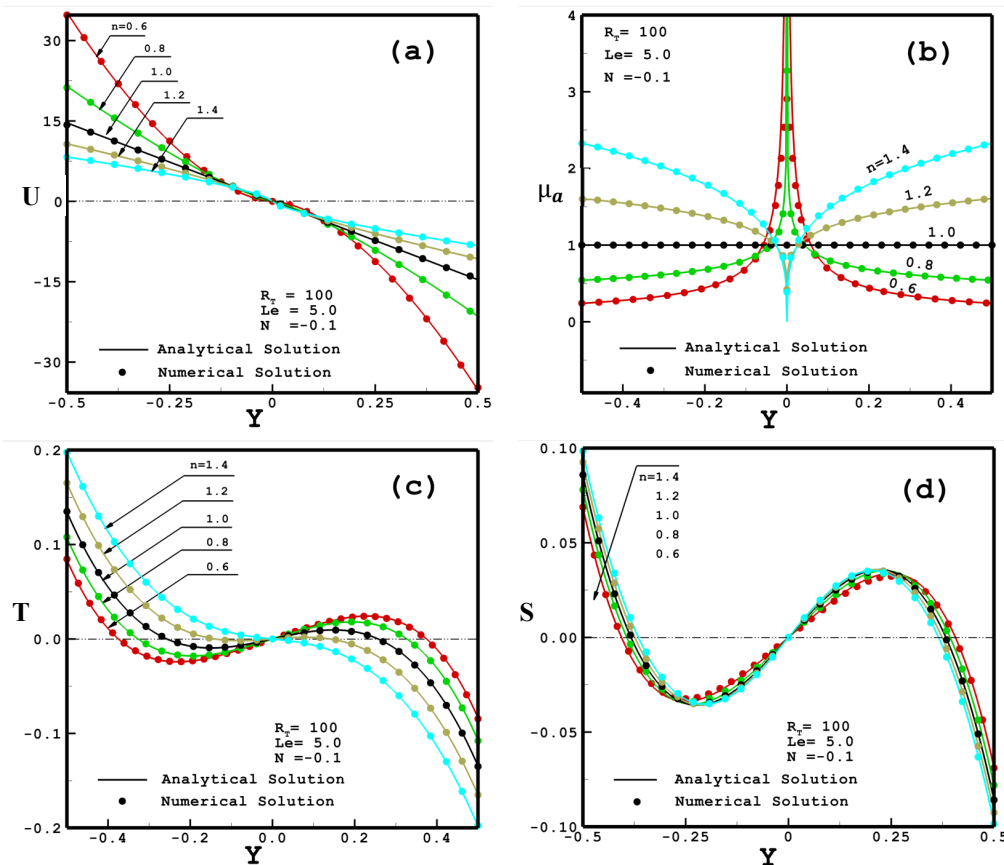 (a)
35
n=0.6
0.8
1.0
1.2
1.4
15
U
0
-15
-30
R_T = 100
Le = 5.0
N =-0.1
Analytical Solution
Numerical Solution
-0.5
-0.25
0
0.25
0.5
Y
(b)
4
R_T= 100
Le= 5.0
N =-0.1
3
2
μ_a
1
0
n=1.4
1.2
1.0
0.8
0.6
Analytical Solution
Numerical Solution
-0.4
-0.2
0
0.2
0.4
Y
(c)
0.2
n=1.4
1.2
1.0
0.8
0.6
0.1
T
0.0
-0.1
-0.2
R_T= 100
Le= 5.0
N =-0.1
Analytical Solution
Numerical Solution
-0.4
-0.2
0
0.2
0.4
Y
(d)
0.10
n=1.4
1.2
1.0
0.8
0.6
0.05
S
0.00
-0.05
-0.10
R_T= 100
Le= 5.0
N =-0.1
Analytical Solution
Numerical Solution
-0.5
-0.25
0
0.25
0.5
Y